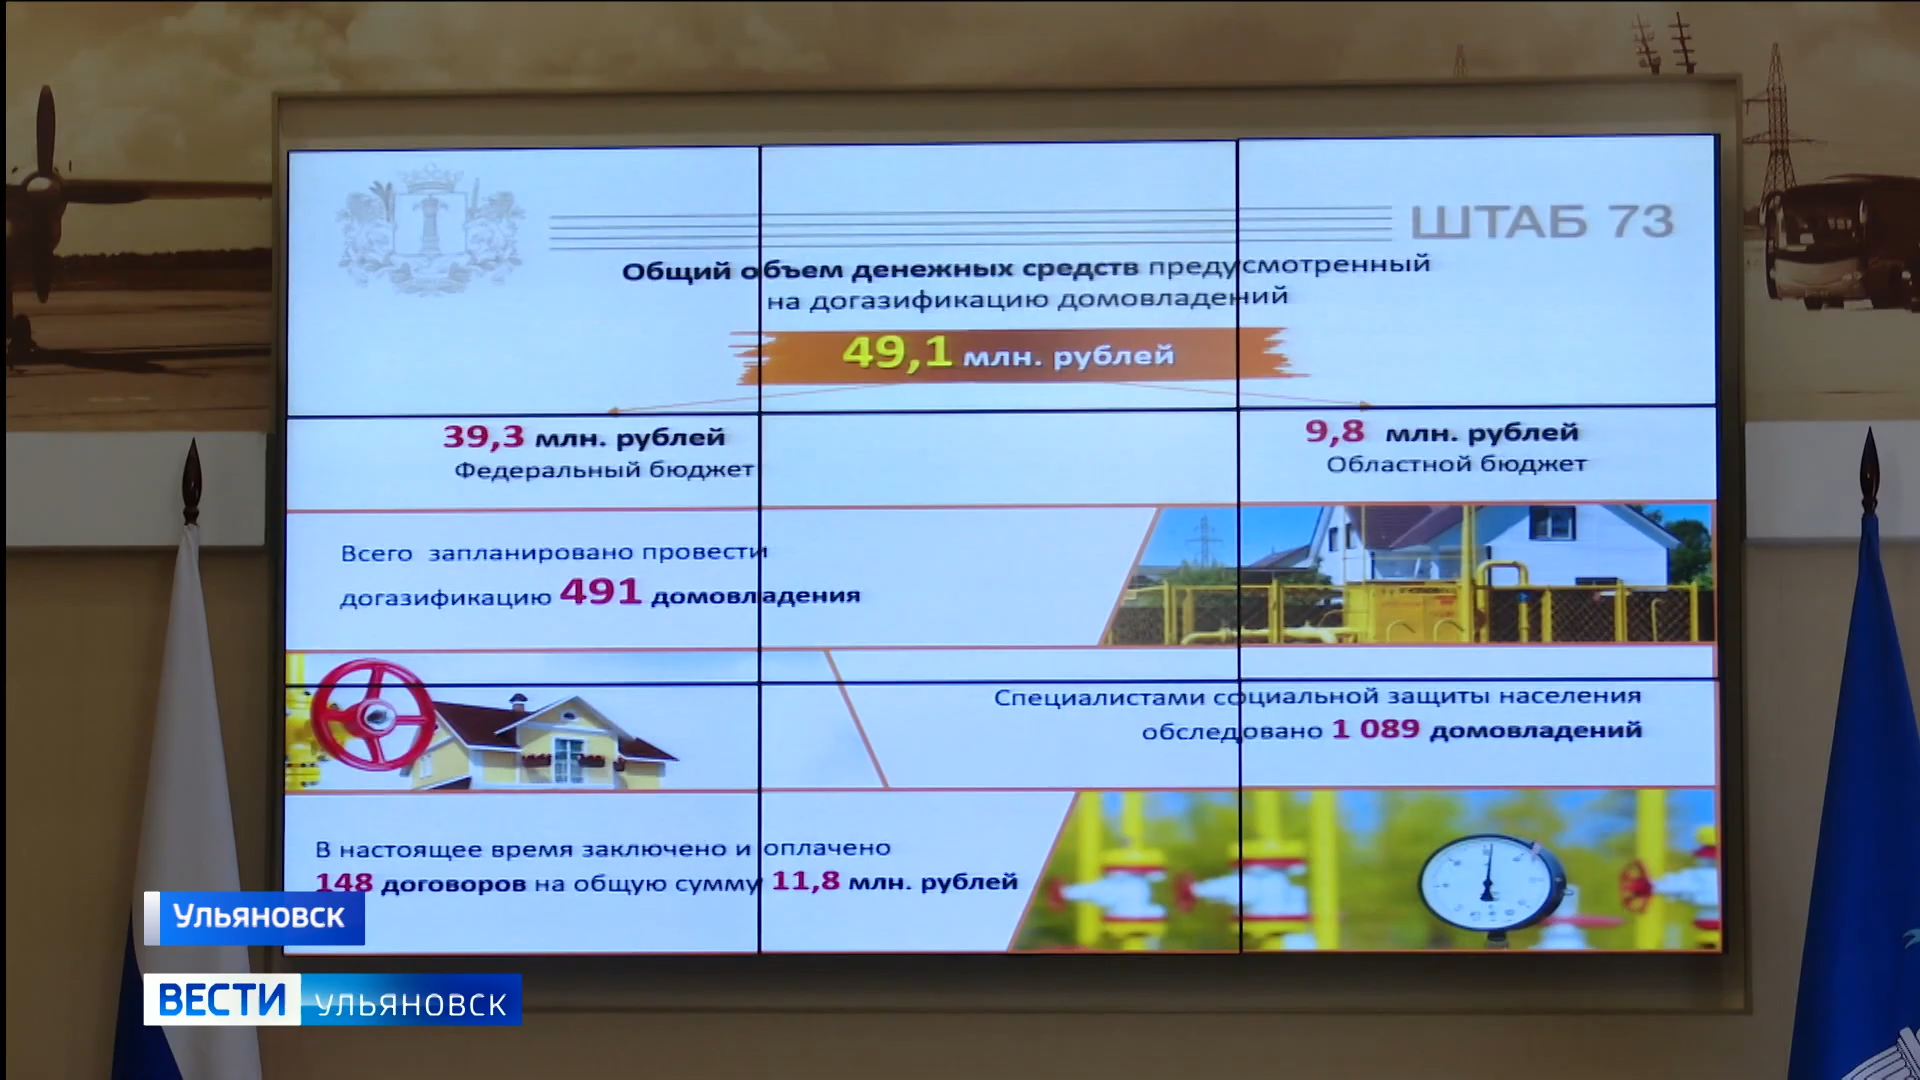 ШТАБ 73
Общий объем денежных средств предусмотренный
на догазификацию домовладений
49,1 млн. рублей
39,3 млн. рублей
Федеральный бюджет
9,8 млн. рублей
Областной бюджет
Всего запланировано провести
догазификацию 491 домовладения
Специалистами социальной защиты населения
обследовано 1 089 домовладений
В настоящее время заключено и оплачено
148 договоров на общую сумму 11,8 млн. рублей
Ульяновск
ВЕСТИ УЛЬЯНОВСК